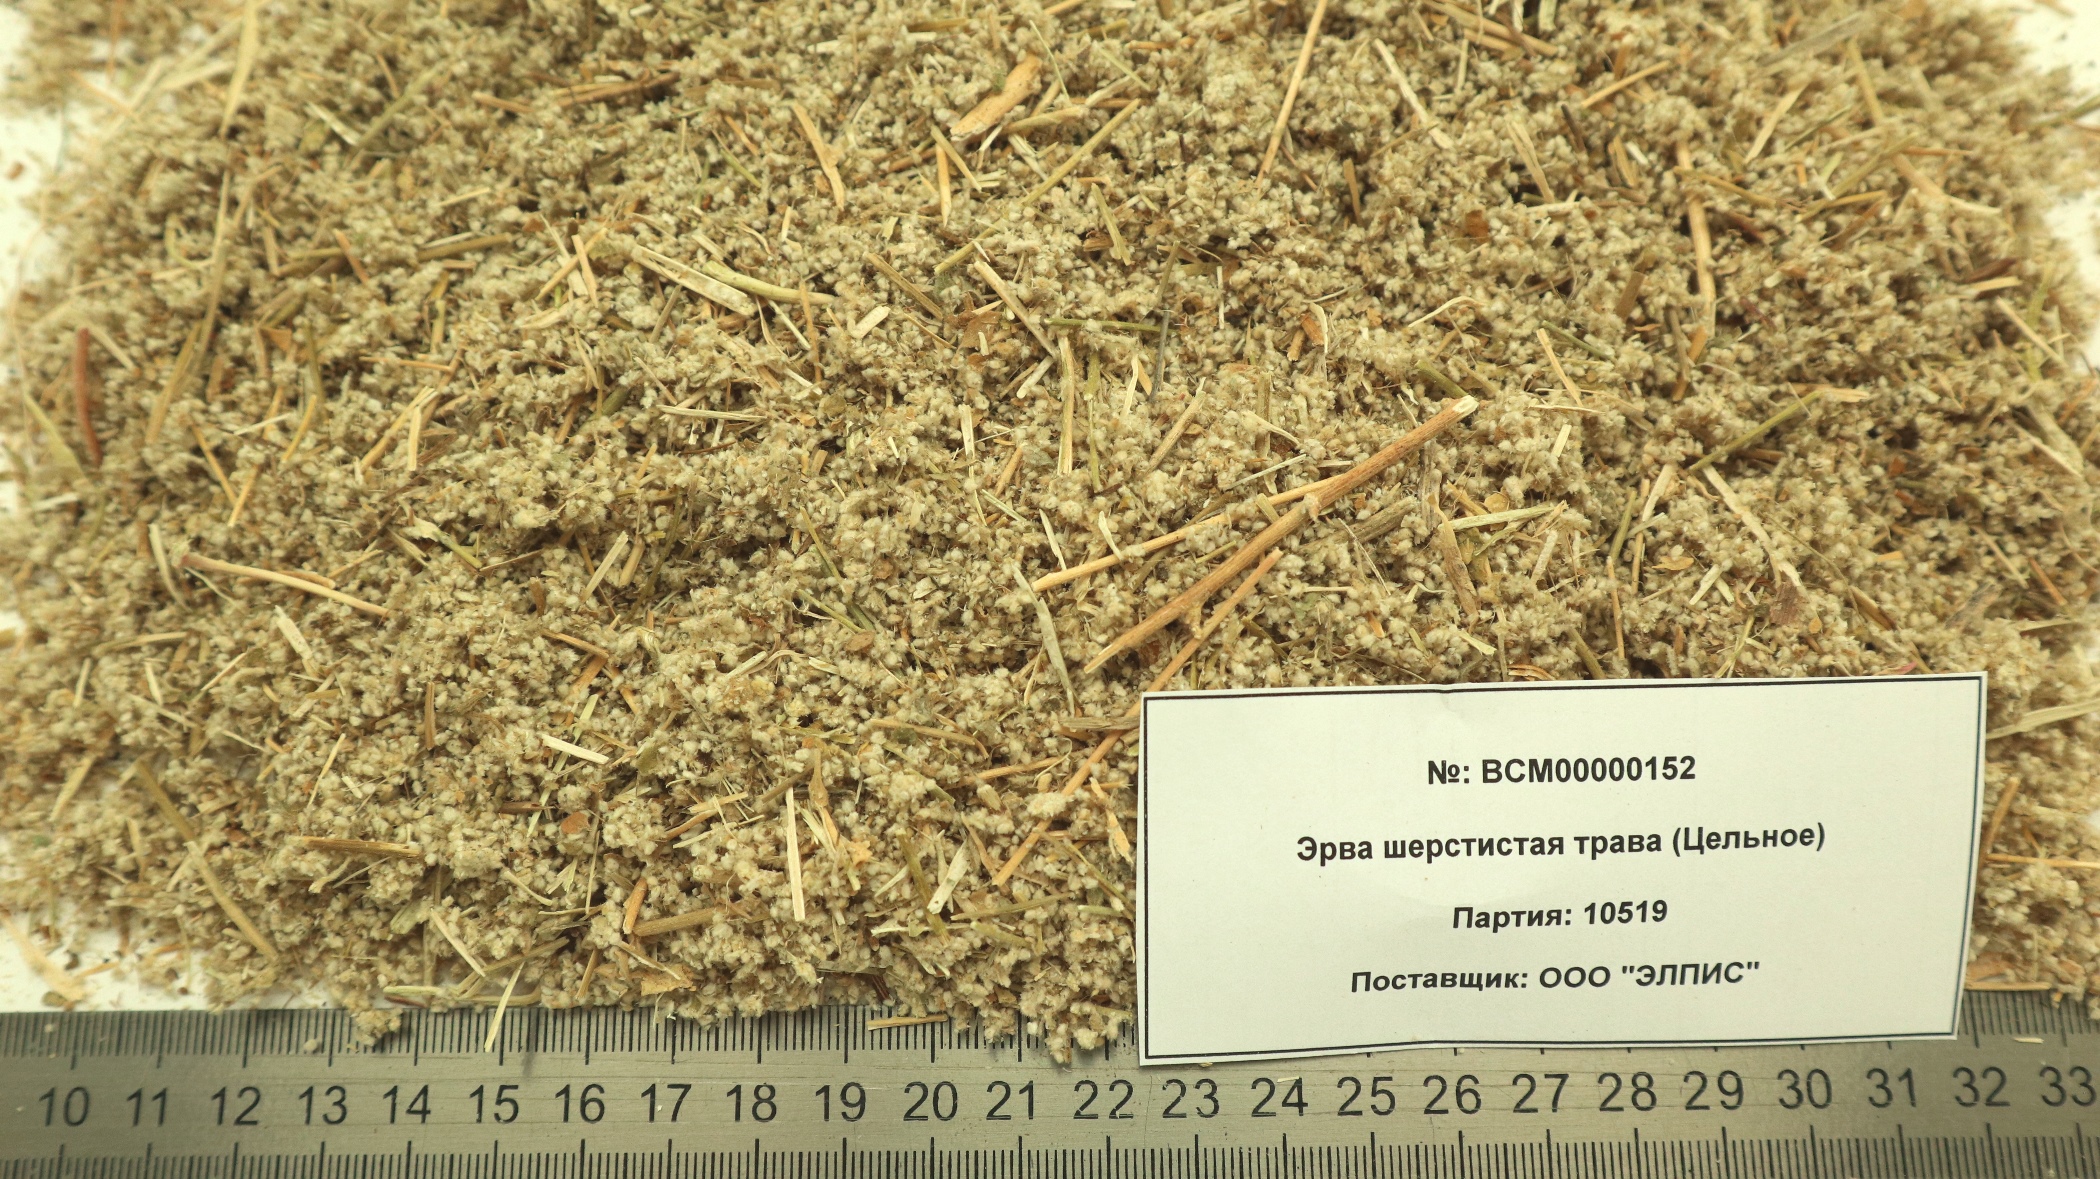 №: ВСМ00000152
Эрва шерстистая трава (Цельное)
Партия: 10519
Поставщик: ООО "ЭЛПИС"
10 11 12 13 14 15 16 17 18 19 20 21 22 23 24 25 26 27 28 29 30 31 32 33